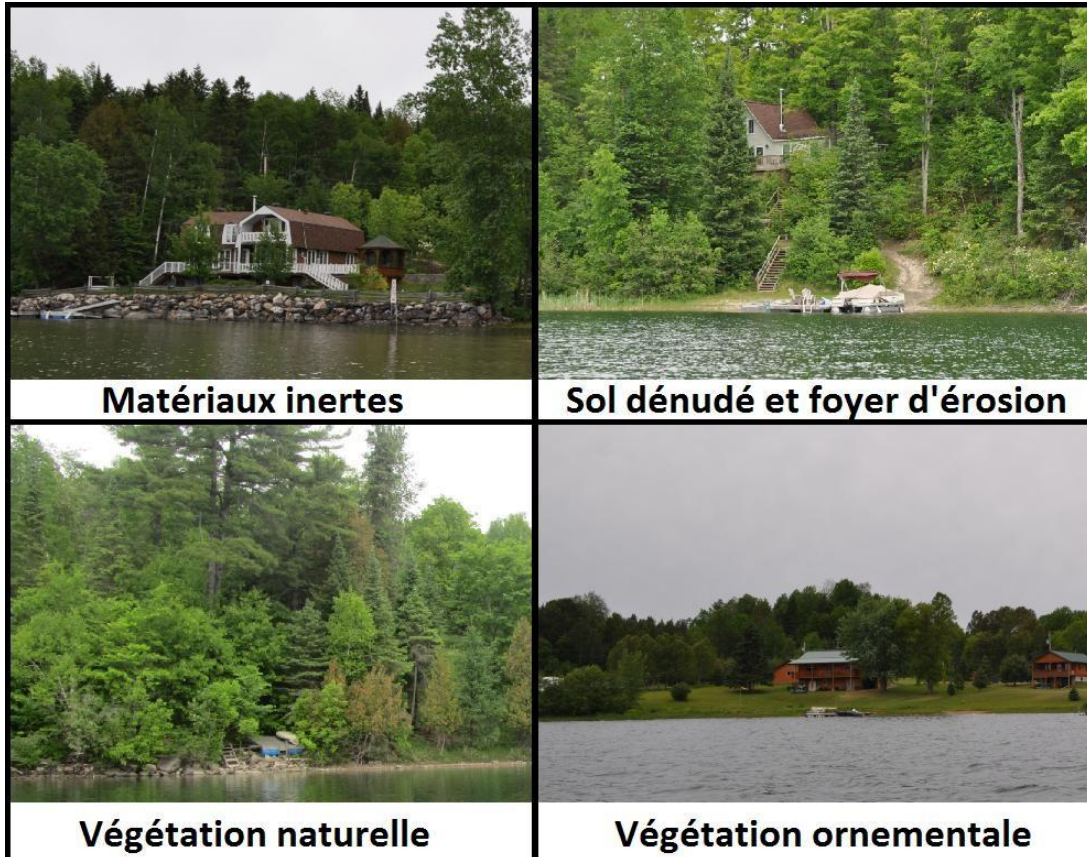 Matériaux inertes
Sol dénudé et foyer d'érosion
Végétation naturelle
Végétation ornementale